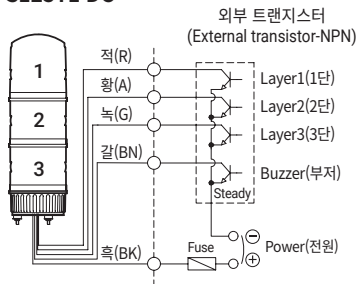 외부 트랜지스터
(External transistor-NPN)
적(R)
황(A)
녹(G)
갈(BN)
흑(BK)
1
2
3
Layer1(1단)
Layer2(2단)
Layer3(3단)
Buzzer(부저)
Steady
Fuse
Power(전원)